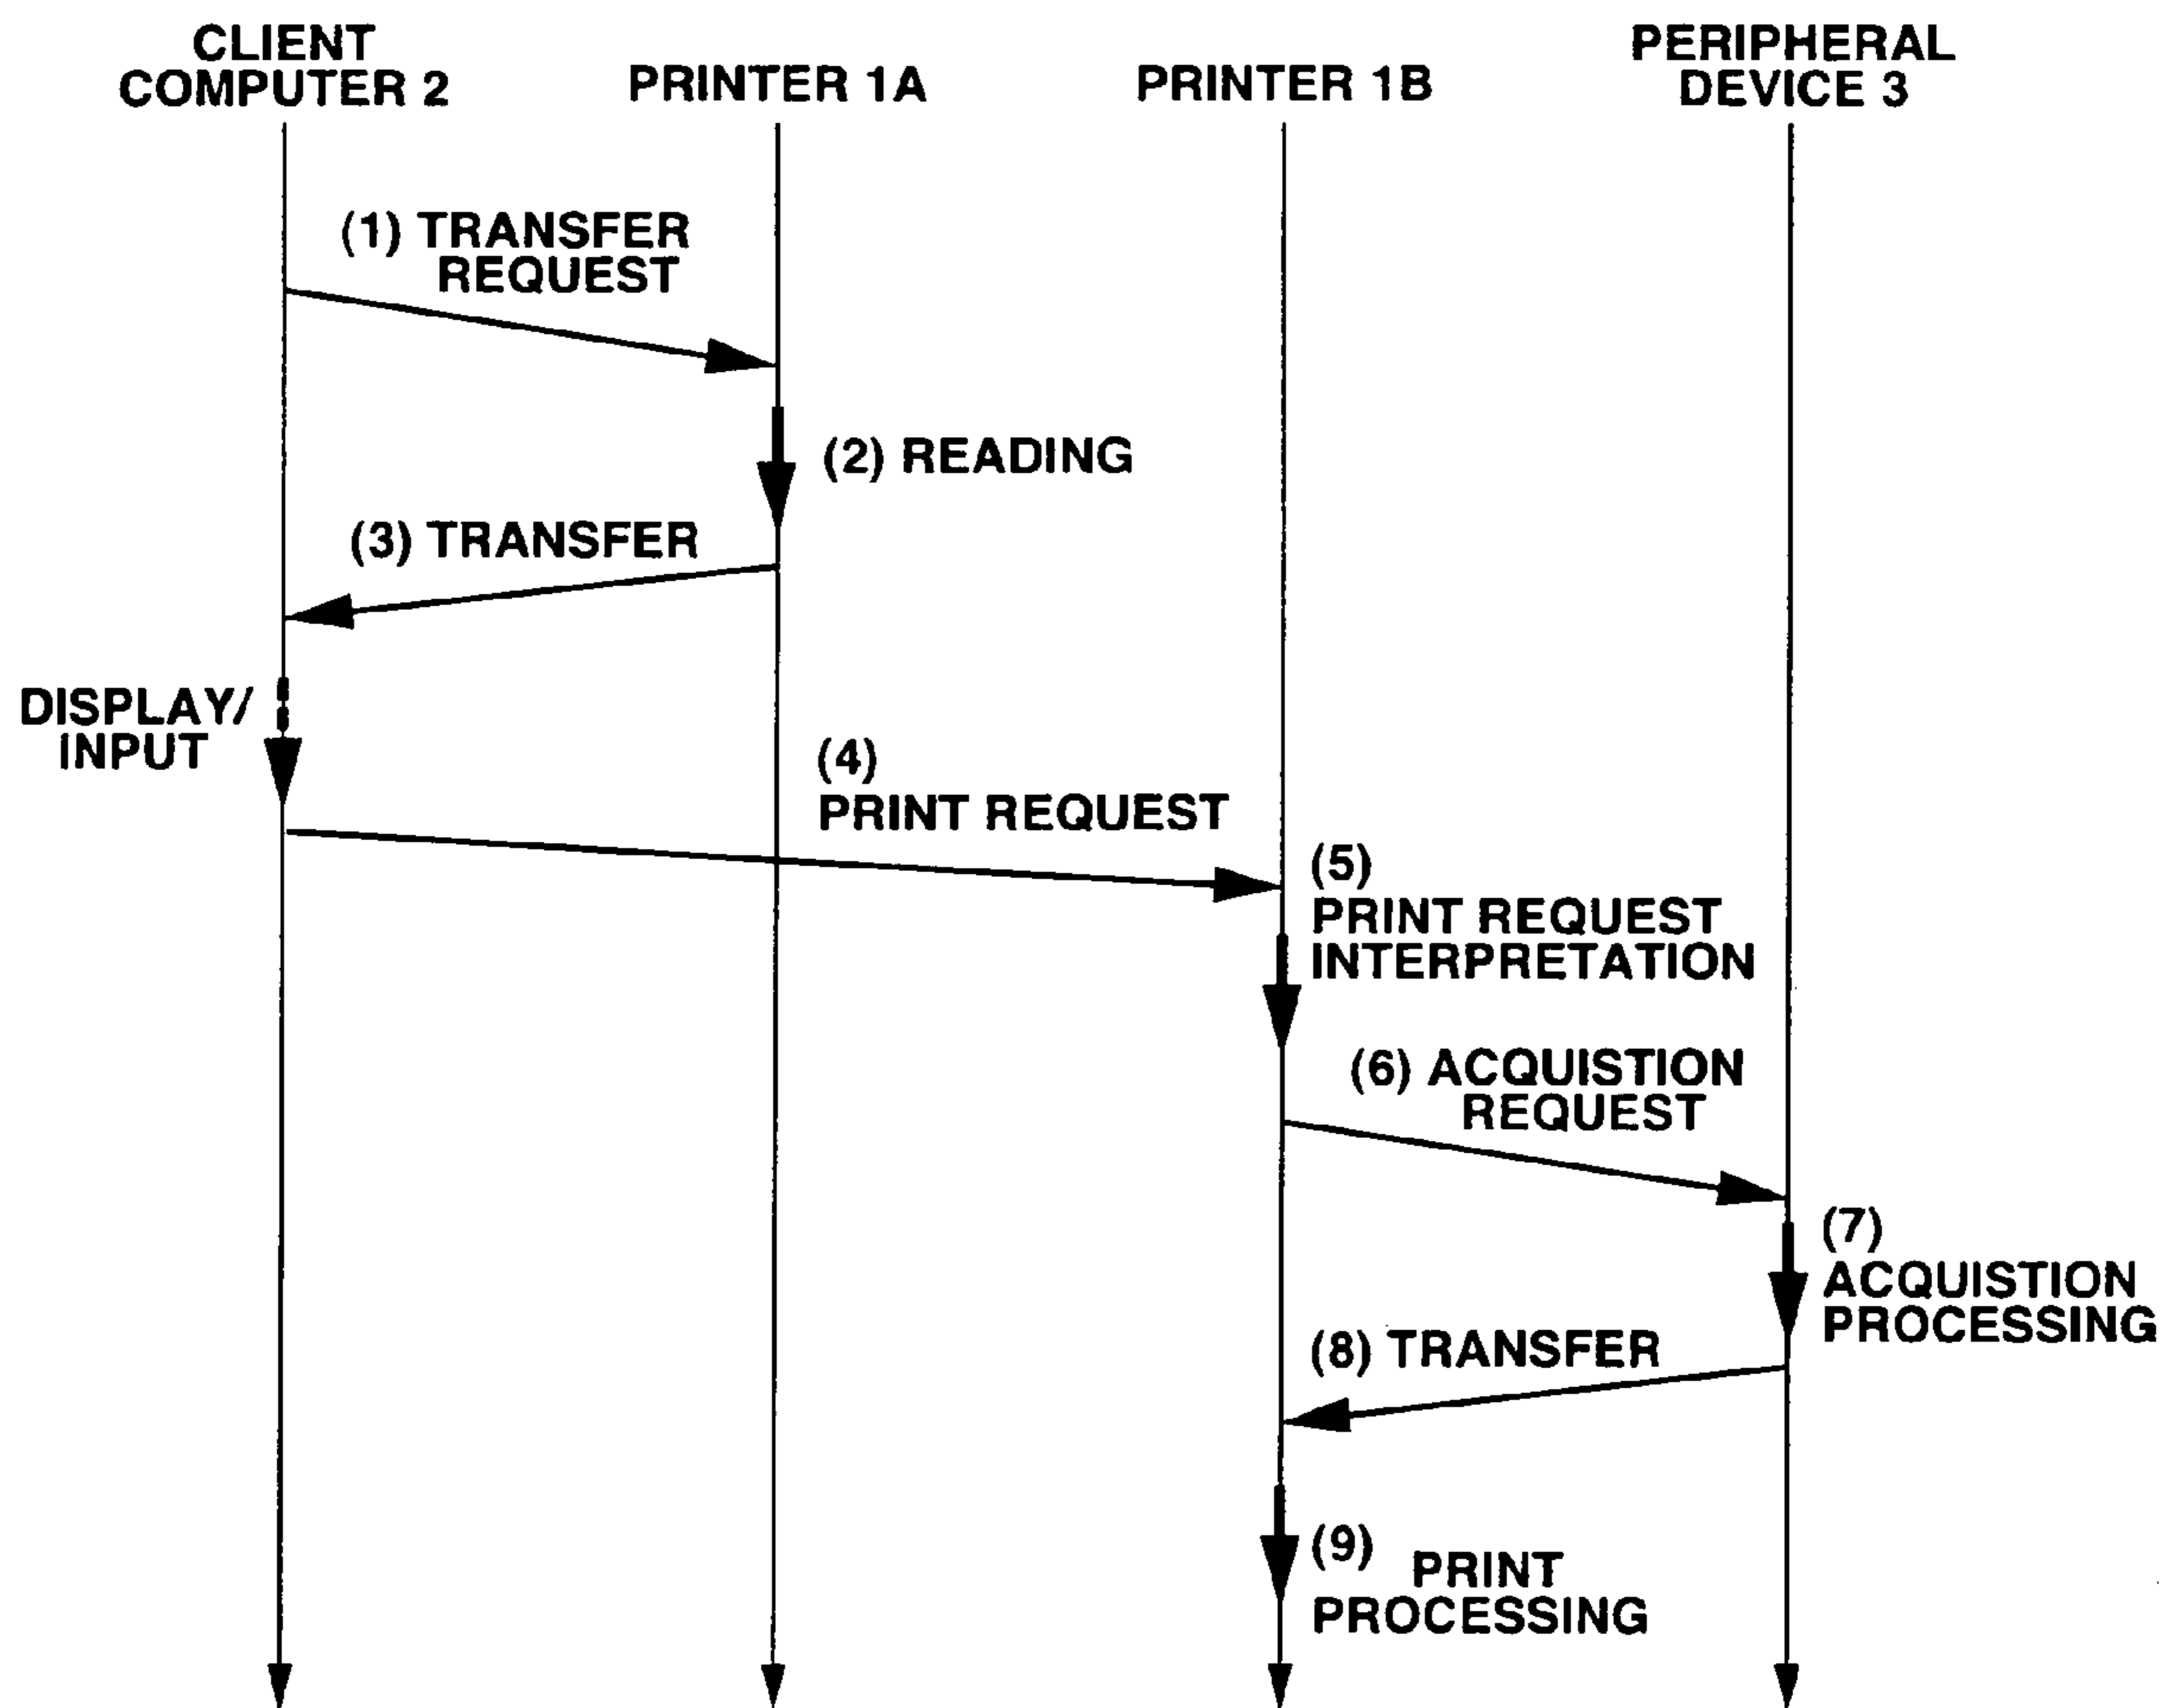 CLIENT
COMPUTER 2
PRINTER 1A
PRINTER 1B
PERIPHERAL
DEVICE 3
(1) TRANSFER
REQUEST
(2) READING
(3) TRANSFER
DISPLAY/
INPUT
(4)
PRINT REQUEST
(5)
PRINT REQUEST
INTERPRETATION
(6) ACQUISTION
REQUEST
(7)
ACQUISTION
PROCESSING
(8) TRANSFER
(9) PRINT
PROCESSING